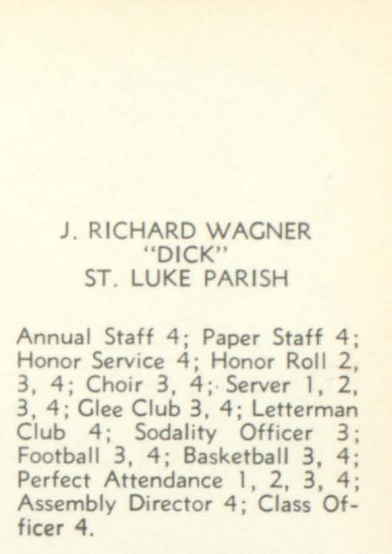 J. RICHARD WAGNER
"DICK"
ST. LUKE PARISH
Annual Staff 4; Paper Staff 4;
Honor Service 4; Honor Roll 2,
3, 4; Choir 3, 4; Server 1, 2,
3, 4; Glee Club 3, 4; Letterman
Club 4; Sodality Officer 3;
Football 3, 4; Basketball 3, 4;
Perfect Attendance 1, 2, 3, 4;
Assembly Director 4; Class Of-
ficer 4.